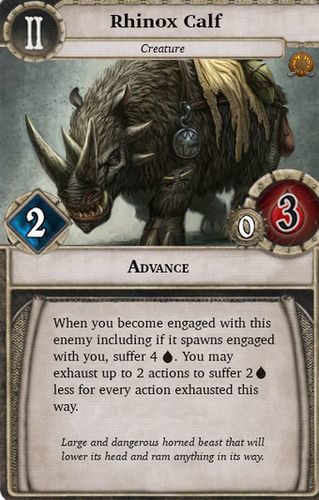 II
Rhinox Calf
Creature
2
0
3
ADVANCE
When you become engaged with this
enemy including if it spawns engaged
with you, suffer 4 . You may
exhaust up to 2 actions to suffer 2
less for every action exhausted this
way.
Large and dangerous horned beast that will
lower its head and ram anything in its way.